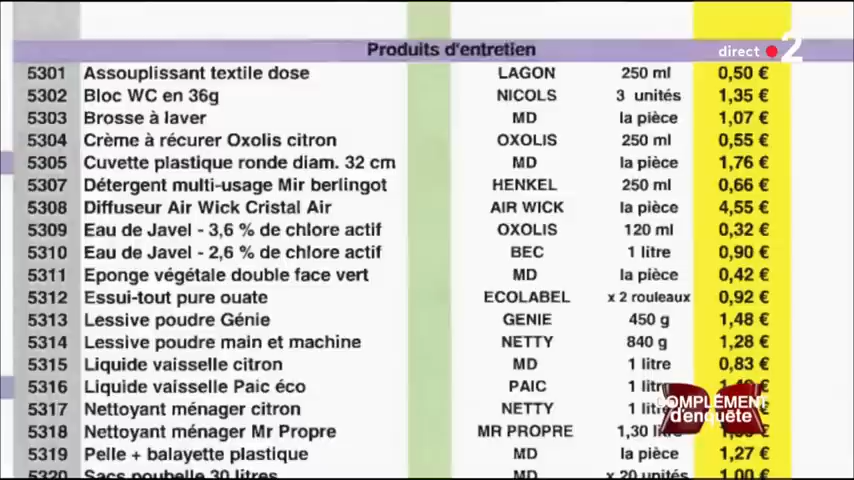 Produits d'entretien
direct 2
5301 Assouplissant textile dose LAGON 250 ml 0,50 €
5302 Bloc WC en 36g NICOLS 3 unités 1,35 €
5303 Brosse à laver MD la pièce 1,07 €
5304 Crème à récurer Oxolis citron OXOLIS 250 ml 0,55 €
5305 Cuvette plastique ronde diam. 32 cm MD la pièce 1,76 €
5307 Détergent multi-usage Mir berlingot HENKEL 250 ml 0,66 €
5308 Diffuseur Air Wick Cristal Air AIR WICK la pièce 4,55 €
5309 Eau de Javel - 3,6 % de chlore actif OXOLIS 120 ml 0,32 €
5310 Eau de Javel - 2,6 % de chlore actif BEC 1 litre 0,90 €
5311 Eponge végétale double face vert MD la pièce 0,42 €
5312 Essui-tout pure ouate ECOLABEL x 2 rouleaux 0,92 €
5313 Lessive poudre Génie GENIE 450 g 1,48 €
5314 Lessive poudre main et machine NETTY 840 g 1,28 €
5315 Liquide vaisselle citron MD 1 litre 0,83 €
5316 Liquide vaisselle Paic éco PAIC 1 €
5317 Nettoyant ménager citron NETTY 1 €
COMPLÉMENT
d'enquête
5318 Nettoyant ménager Mr Propre MR PROPRE 1,30 €
5319 Pelle + balayette plastique MD la pièce 1,27 €
5320 Sacs poubelle 30 litres MD x 20 unités 1,00 €